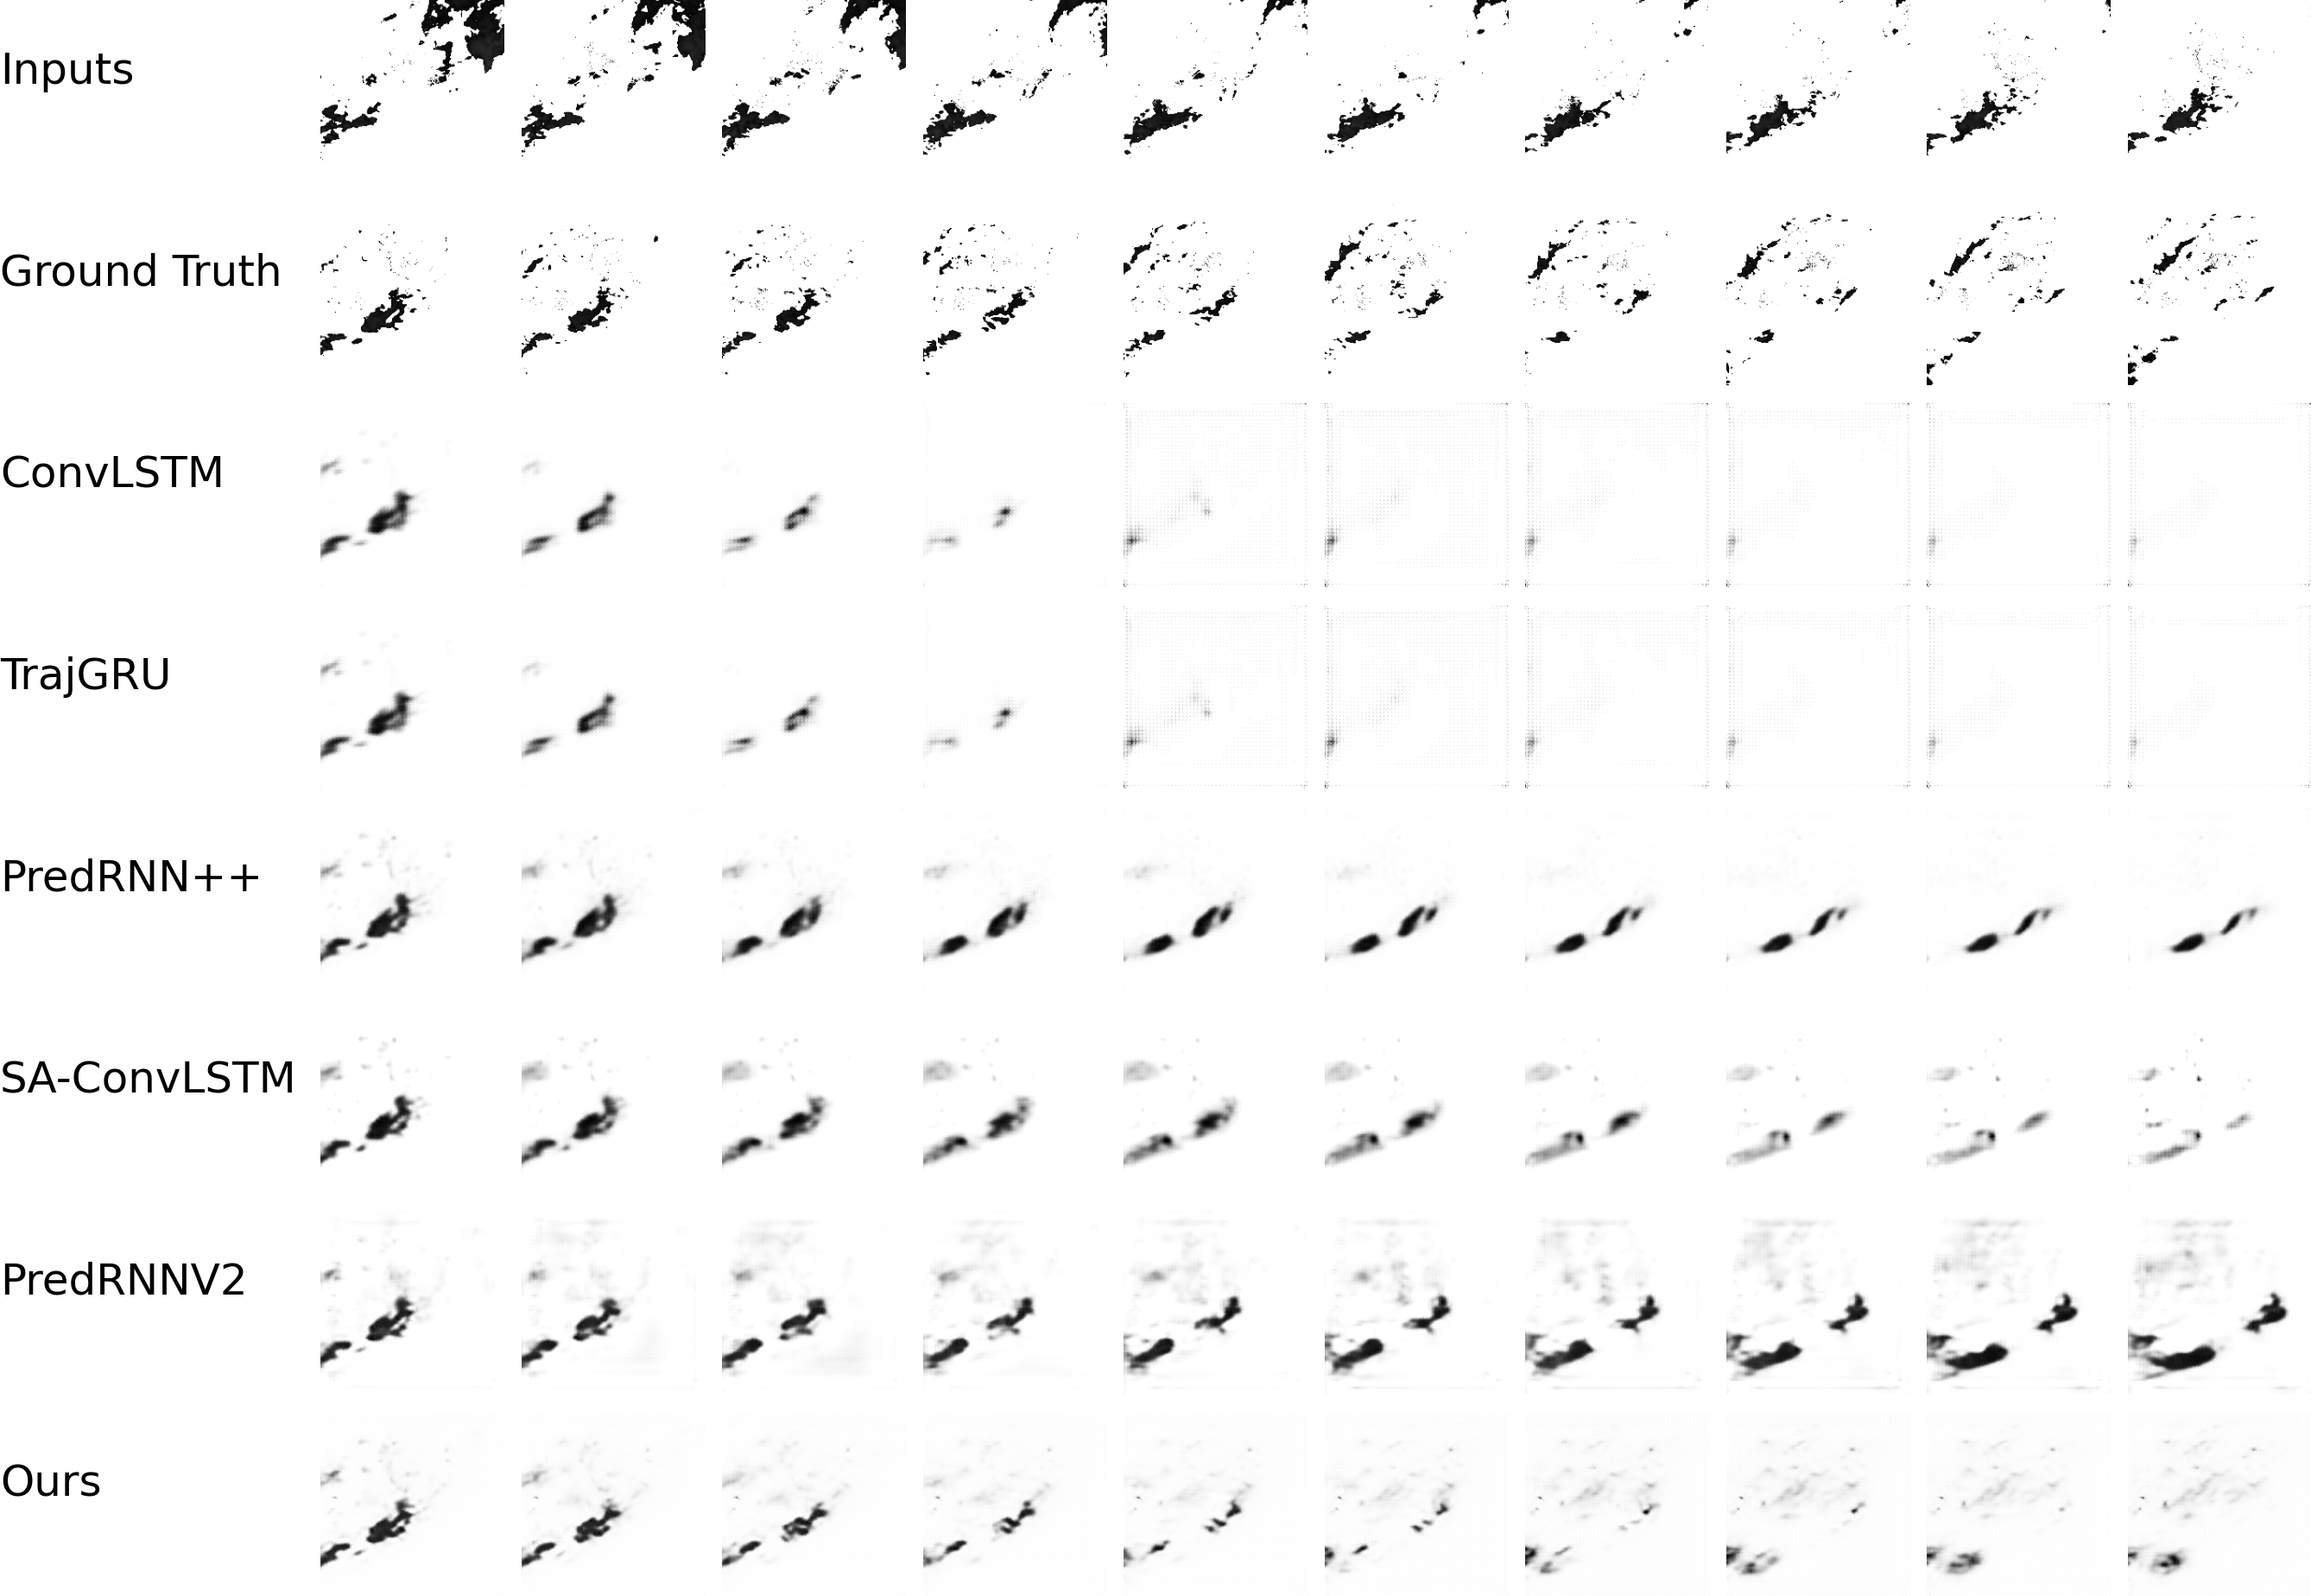 Inputs
Ground Truth
ConvLSTM
TrajGRU
PredRNN++
SA-ConvLSTM
PredRNNV2
Ours